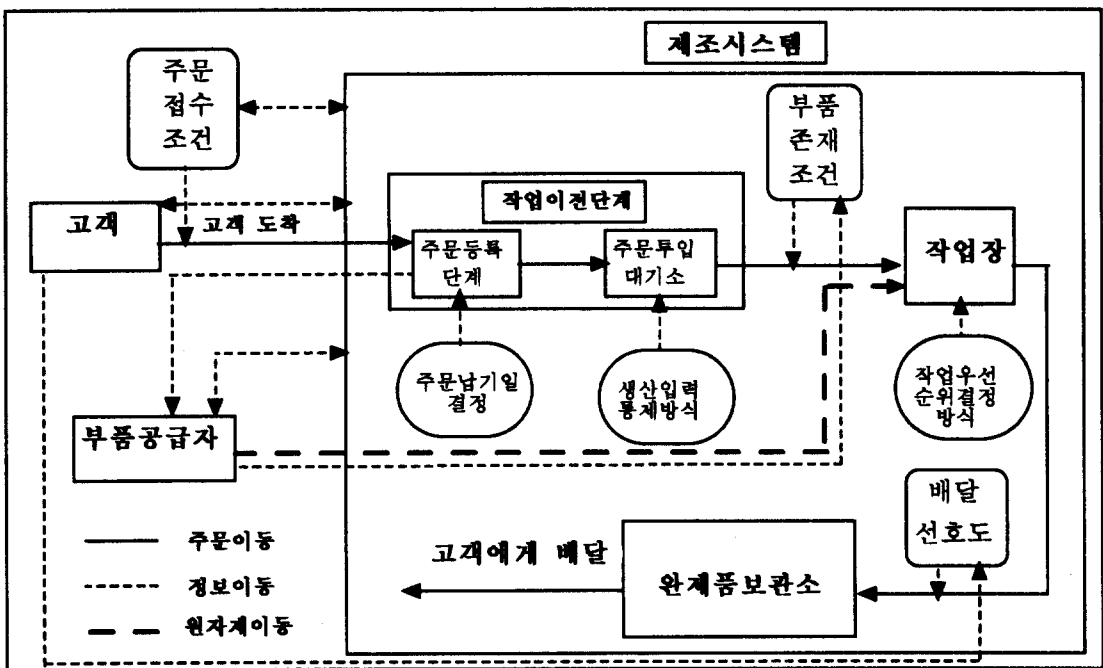 제조시스템
주문
접수
조건
부품
존재
조건
작업이전단계
고객
고객 도착
주문등록
단계
주문투입
대기소
작업장
주문납기일
결정
생산입력
통제방식
작업우선
순위결정
방식
부품공급자
배달
선호도
주문이동
정보이동
원자재이동
고객에게 배달
완제품보관소